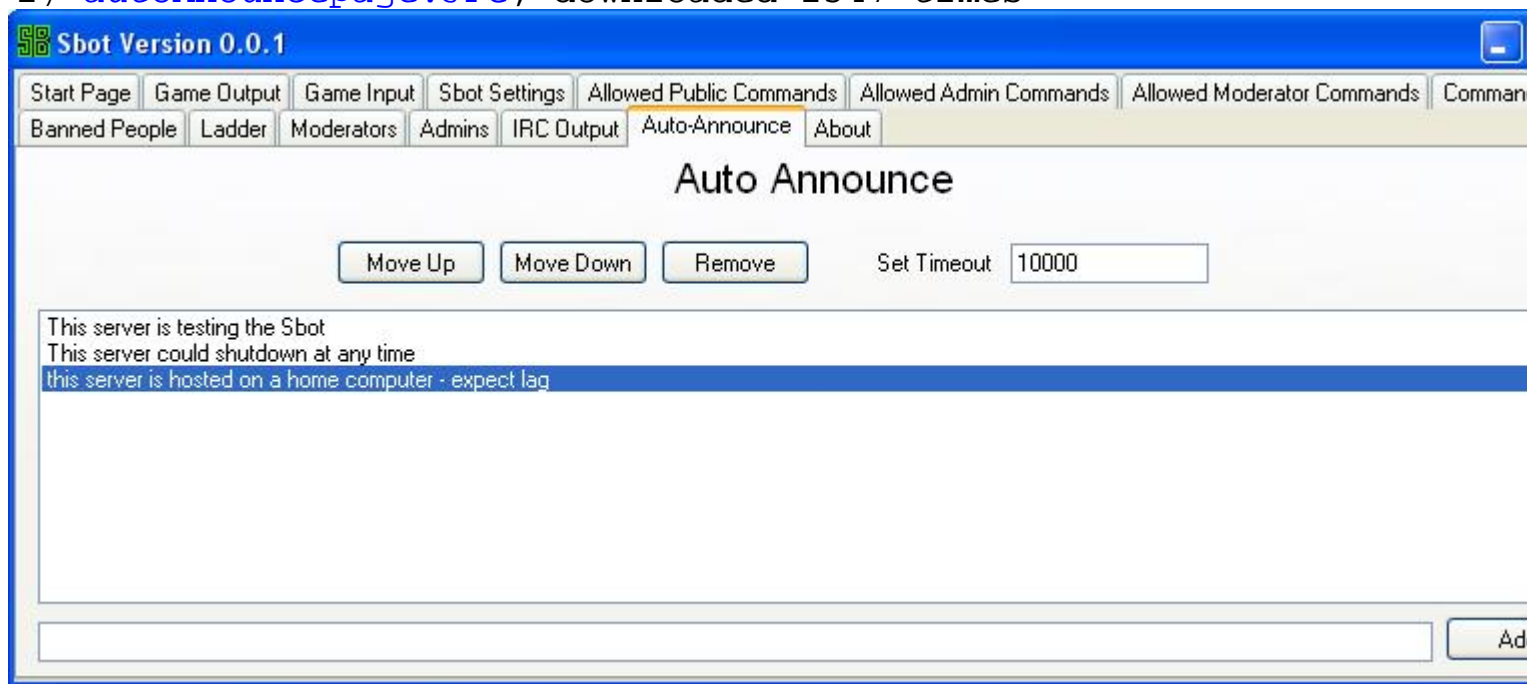 Sbot Version 0.0.1
Start Page Game Output Game Input Sbot Settings Allowed Public Commands Allowed Admin Commands Allowed Moderator Commands
Banned People Ladder Moderators Admins IRC Output Auto-Announce About
Auto Announce
Move Up Move Down Remove Set Timeout 10000
This server is testing the Sbot
This server could shutdown at any time
this server is hosted on a home computer - expect lag